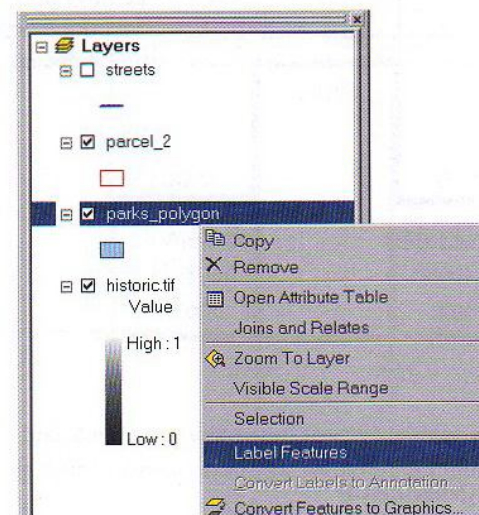 Layers
streets
parcel_2
parks_polygon
historic.tif
Value
High : 1
Low : 0
Copy
Remove
Open Attribute Table
Joins and Relates
Zoom To Layer
Visible Scale Range
Selection
Label Features
Convert Labels to Annotation...
Convert Features to Graphics...